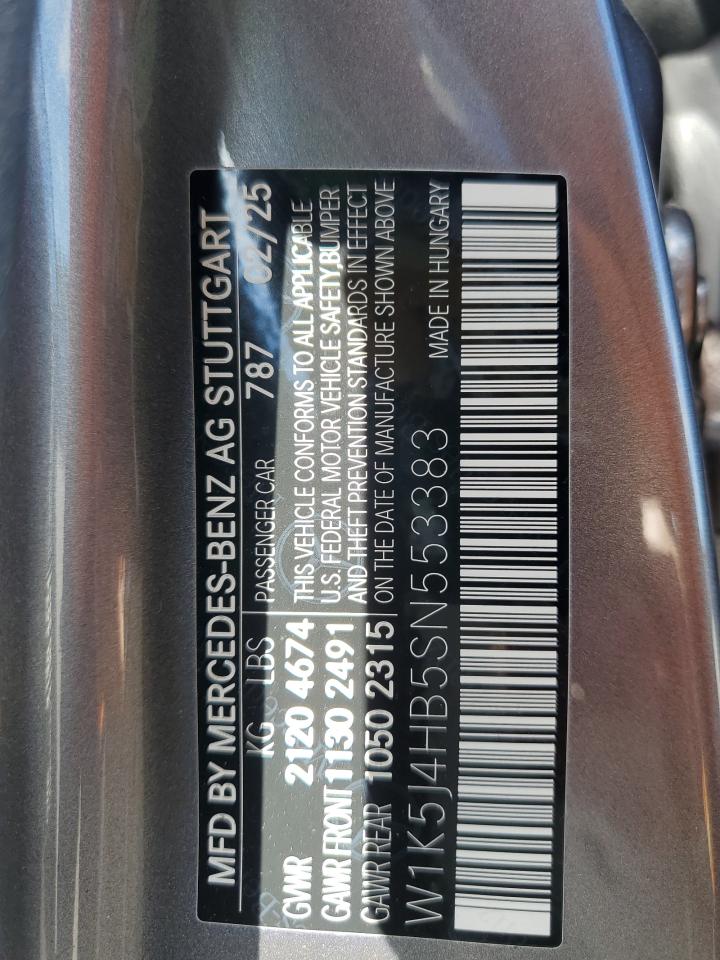 MFD BY MERCEDES-BENZ AG STUTTGART
KG LBS PASSENGER CAR 787 02/25
GVWR 2120 4674 THIS VEHICLE CONFORMS TO ALL APPLICABLE
GAWR FRONT 1130 2491 U.S. FEDERAL MOTOR VEHICLE SAFETY, BUMPER
GAWR REAR 1050 2315 AND THEFT PREVENTION STANDARDS IN EFFECT
ON THE DATE OF MANUFACTURE SHOWN ABOVE
W1K5J4HB5SN553383 MADE IN HUNGARY